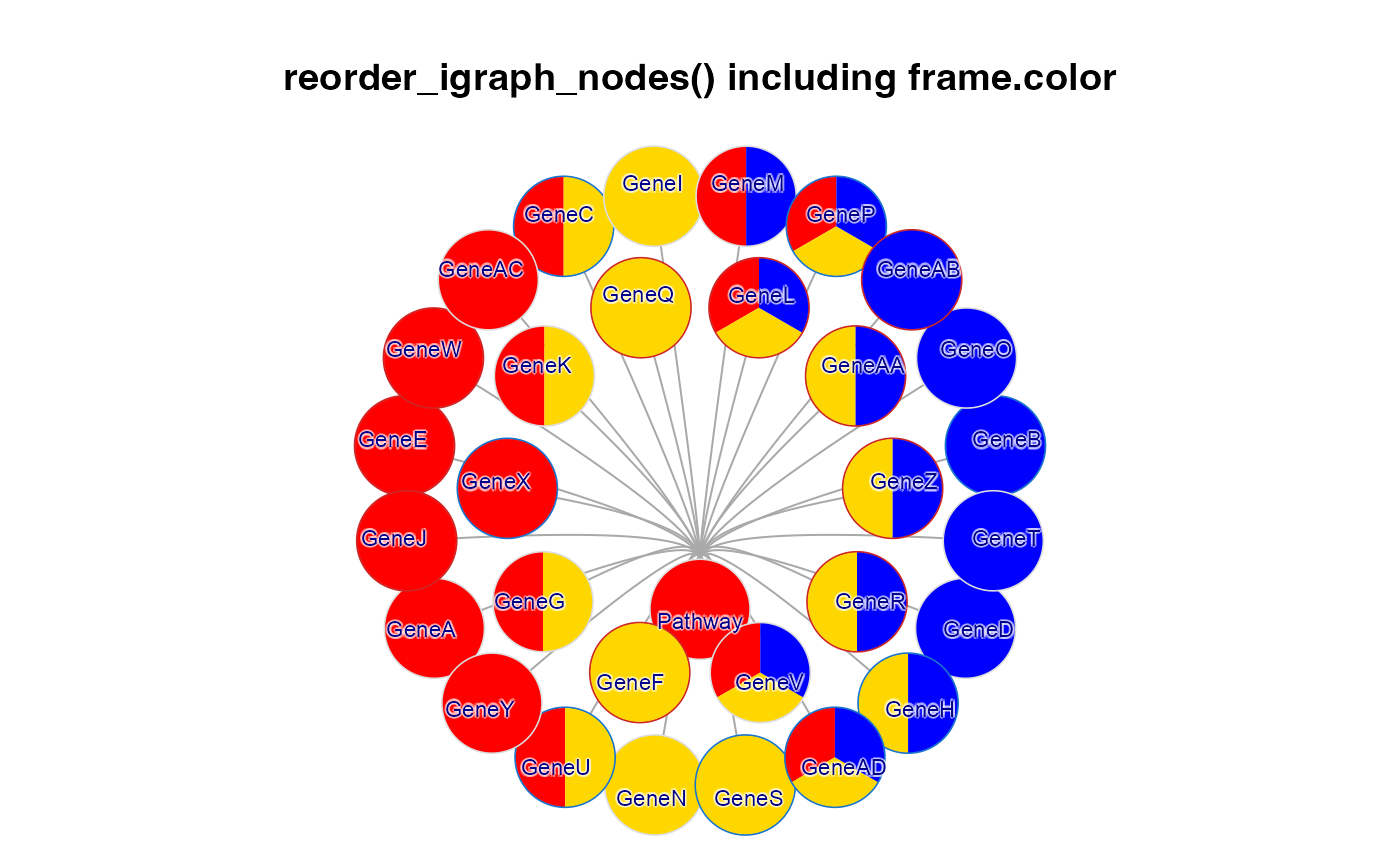 reorder_igraph_nodes() including frame.color
GeneI
GeneM
GeneC
GeneP
GeneAC
GeneAB
GeneQ
GeneL
GeneW
GeneO
GeneK
GeneAA
GeneE
GeneB
GeneX
GeneZ
GeneJ
GeneT
GeneG
GeneR
Pathway
GeneA
GeneD
GeneF
GeneV
GeneY
GeneH
GeneU
GeneAD
GeneN
GeneS